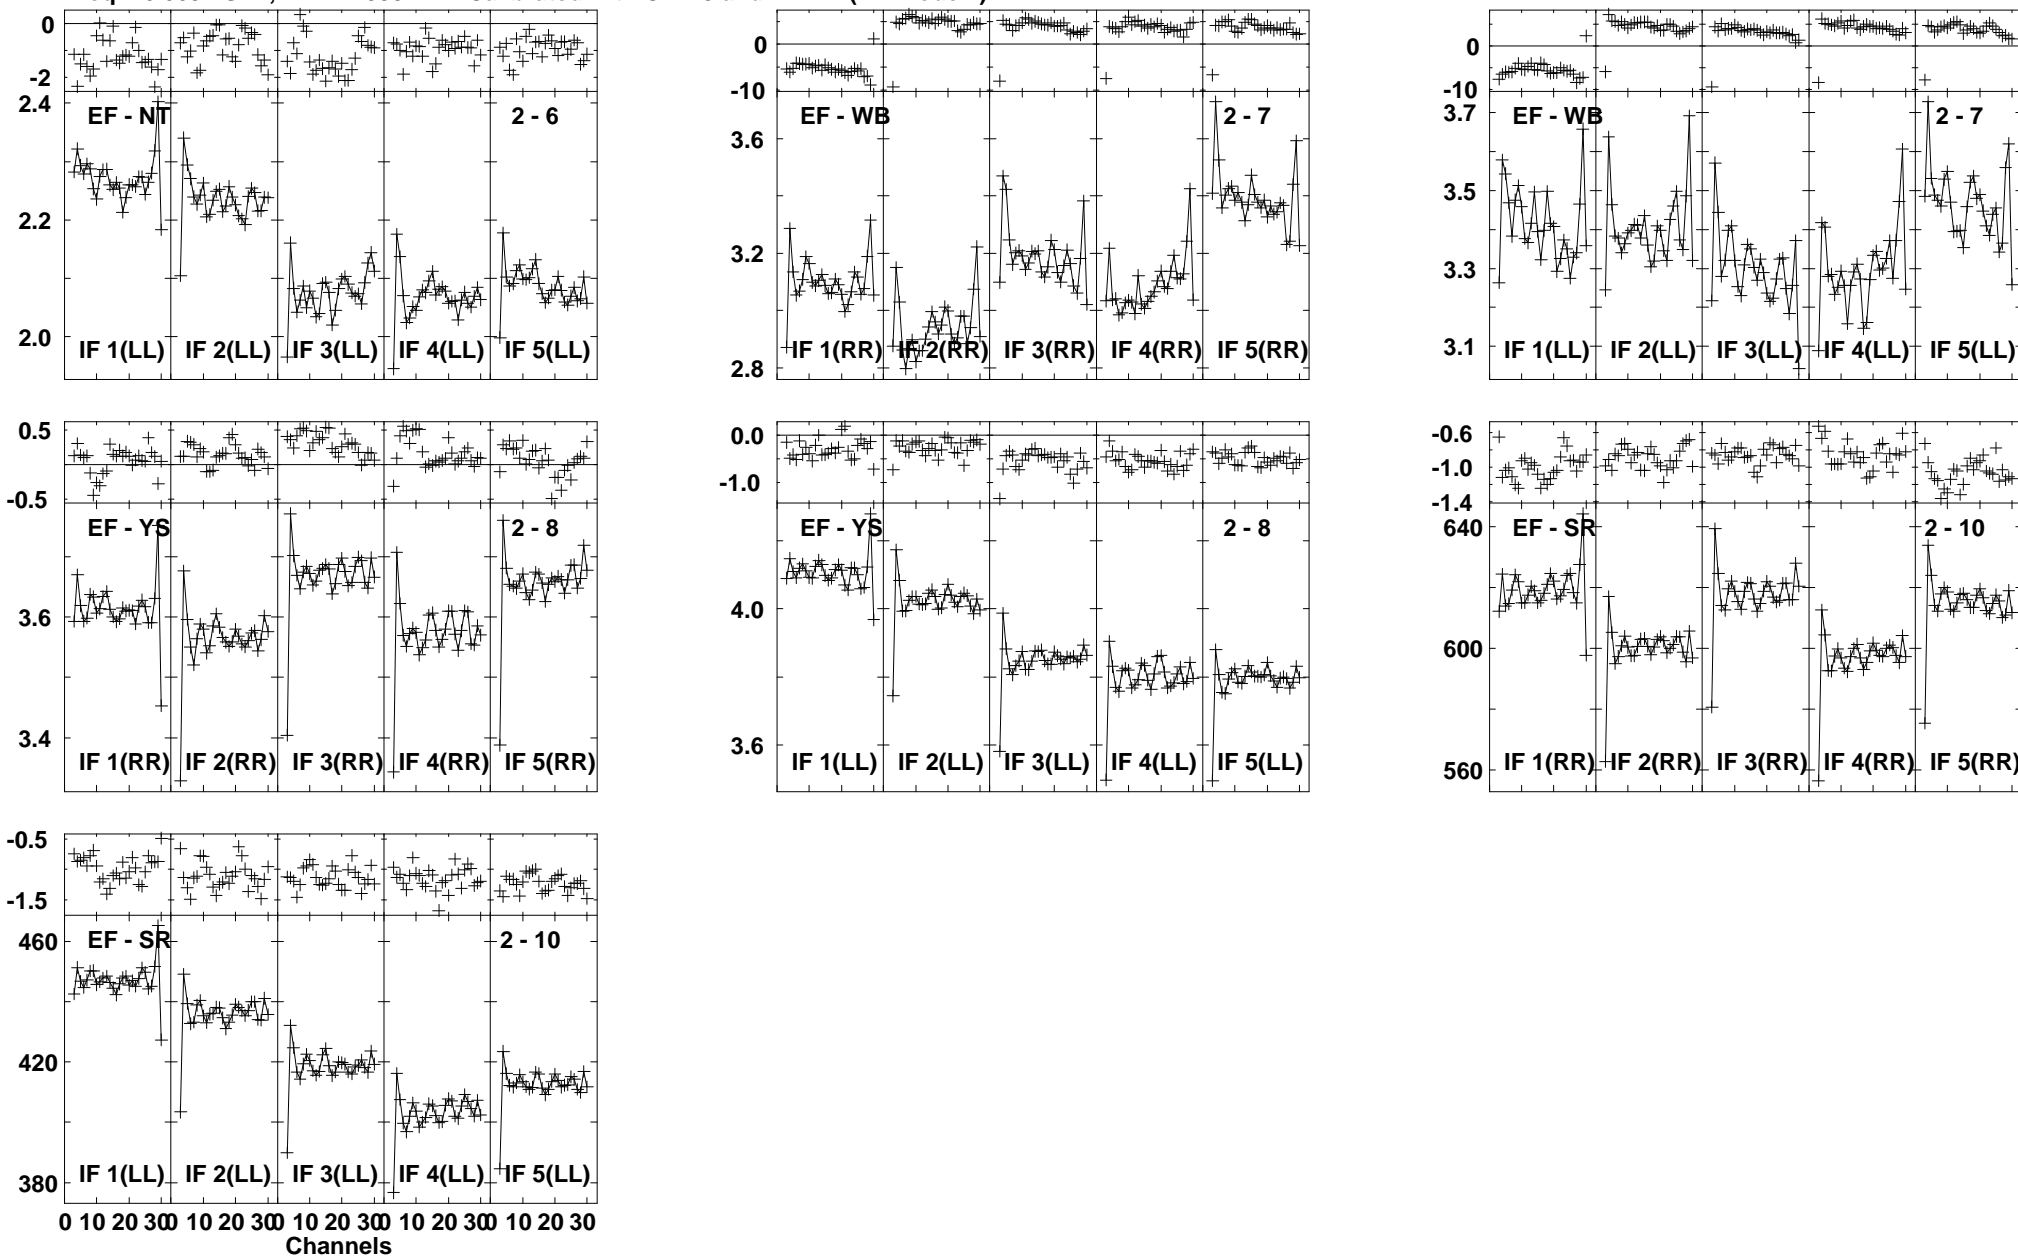 0
-2
2.4
2.2
2.0
EF - NT
2 - 6
IF 1(LL) IF 2(LL) IF 3(LL) IF 4(LL) IF 5(LL)
0
-10
3.6
3.2
2.8
EF - WB
2 - 7
IF 1(RR) IF 2(RR) IF 3(RR) IF 4(RR) IF 5(RR)
0
-10
3.7
3.5
3.3
3.1
EF - WB
2 - 7
IF 1(LL) IF 2(LL) IF 3(LL) IF 4(LL) IF 5(LL)
0.5
-0.5
3.6
3.4
EF - YS
2 - 8
IF 1(RR) IF 2(RR) IF 3(RR) IF 4(RR) IF 5(RR)
0.0
-1.0
4.0
3.6
EF - YS
2 - 8
IF 1(LL) IF 2(LL) IF 3(LL) IF 4(LL) IF 5(LL)
-0.6
-1.0
-1.4
640
600
560
EF - SR
2 - 10
IF 1(RR) IF 2(RR) IF 3(RR) IF 4(RR) IF 5(RR)
-0.5
-1.5
460
420
380
EF - SR
2 - 10
IF 1(LL) IF 2(LL) IF 3(LL) IF 4(LL) IF 5(LL)
0 10 20 30 0 10 20 30 0 10 20 30 0 10 20 30 0 10 20 30
Channels